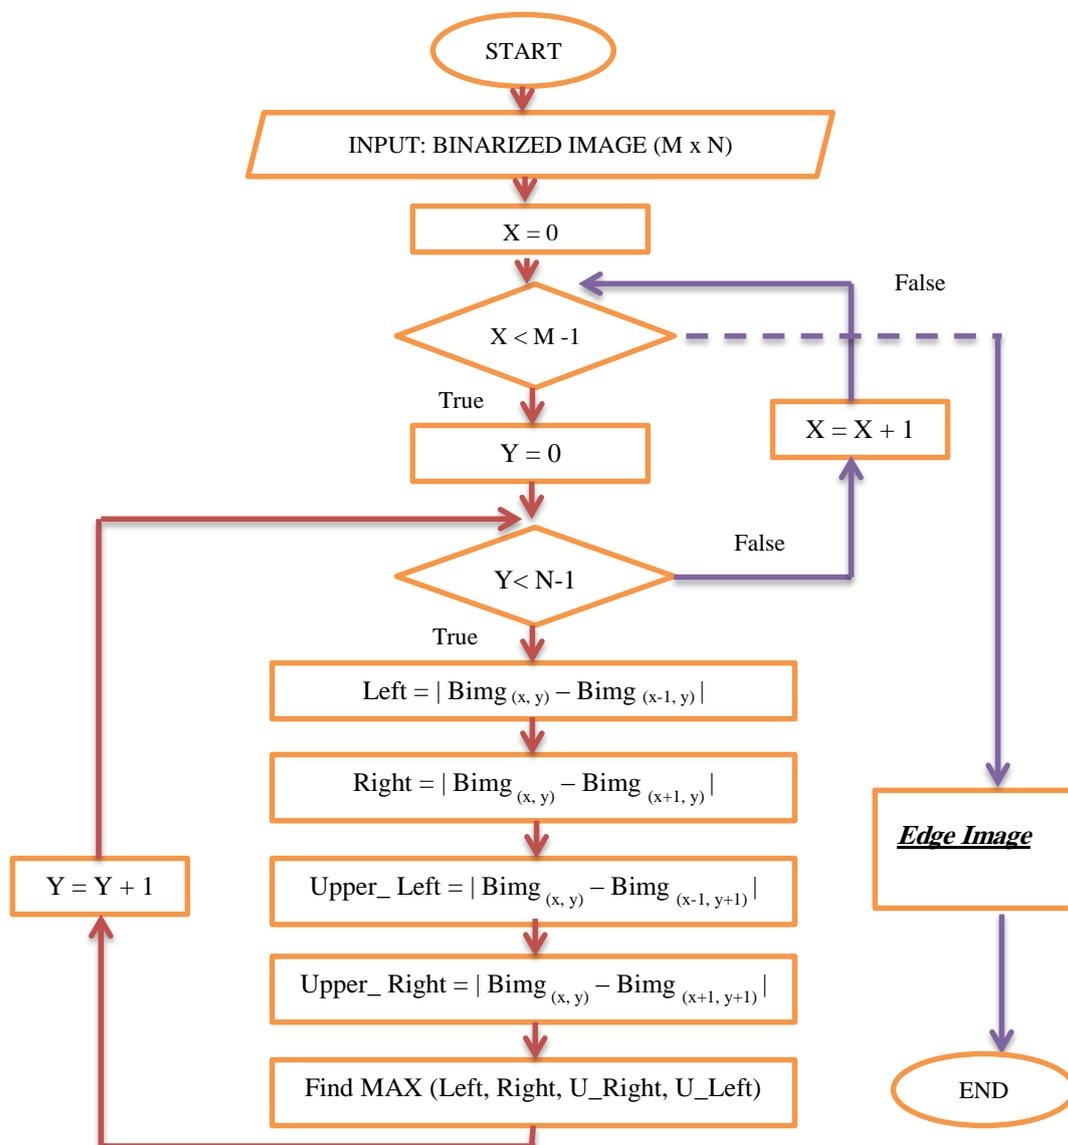 START
INPUT: BINARIZED IMAGE (M x N)
X = 0
False
X < M -1
True
X = X + 1
Y = 0
False
Y< N-1
True
Left = | Bimg (x, y) – Bimg (x-1, y) |
Right = | Bimg (x, y) – Bimg (x+1, y) |
Edge Image
Y = Y + 1
Upper_ Left = | Bimg (x, y) – Bimg (x-1, y+1) |
Upper_ Right = | Bimg (x, y) – Bimg (x+1, y+1) |
Find MAX (Left, Right, U_Right, U_Left)
END